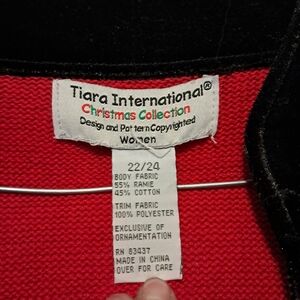 Tiara International®
Christmas Collection
Design and Pattern Copyrighted
Women
22/24
BODY FABRIC
55% RAMIE
45% COTTON
TRIM FABRIC
100% POLYESTER
EXCLUSIVE OF
ORNAMENTATION
RN 83437
MADE IN CHINA
OVER FOR CARE